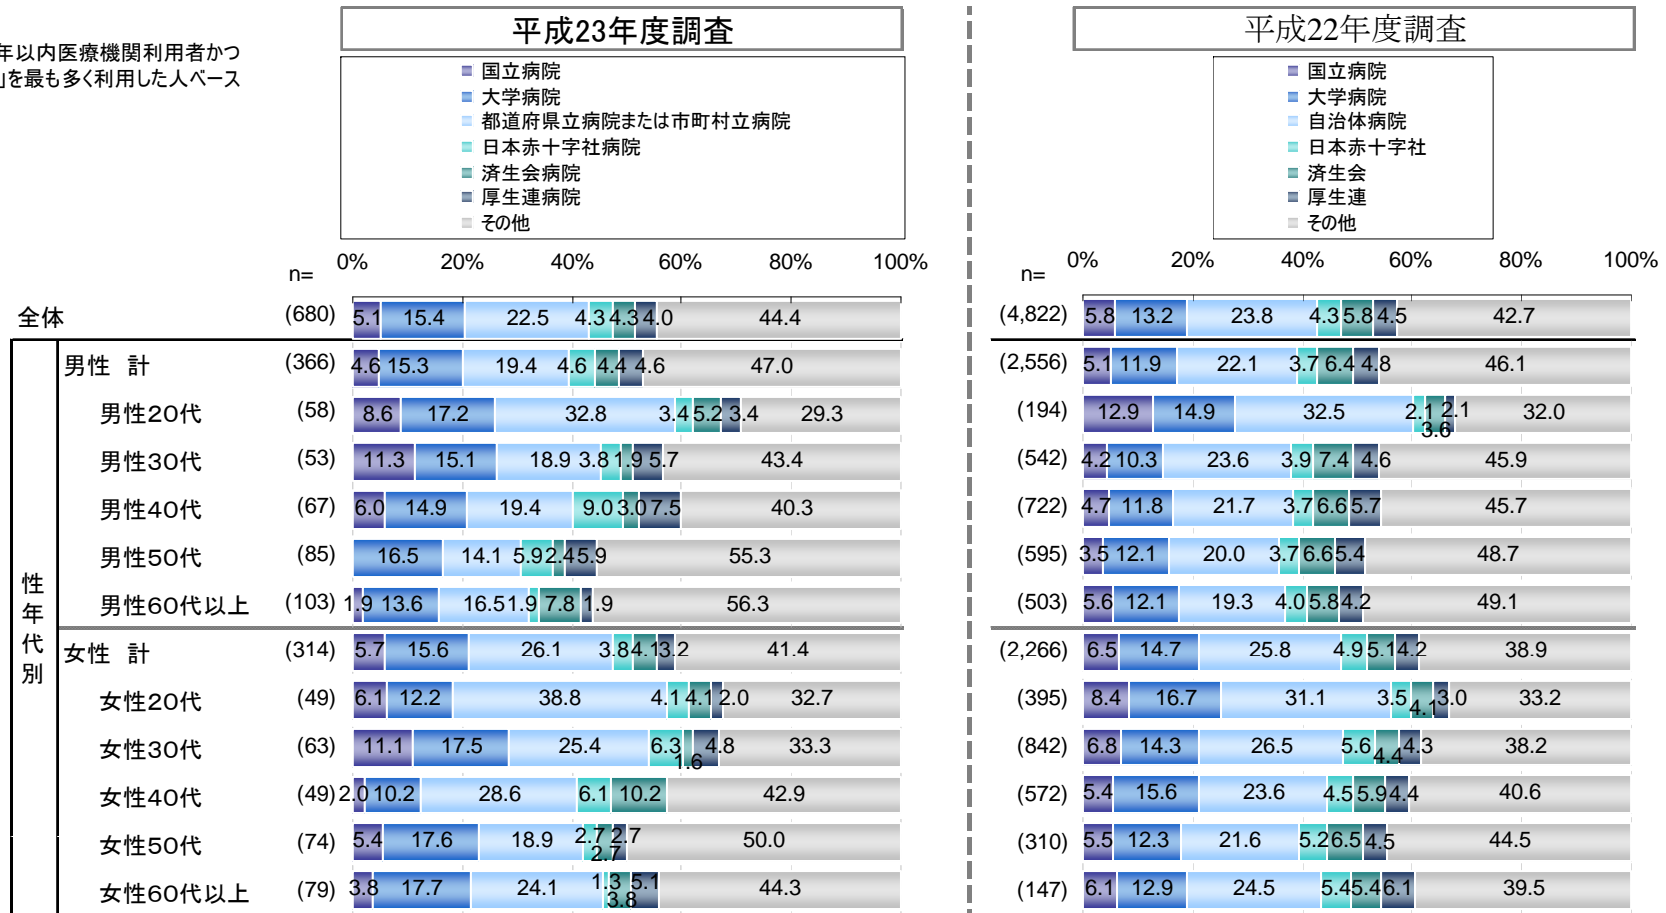 平成23年度調査
平成22年度調査
年以内医療機関利用者かつ
」を最も多く利用した人ベース
国立病院
大学病院
都道府県立病院または市町村立病院
日本赤十字社病院
済生会病院
厚生連病院
その他
国立病院
大学病院
自治体病院
日本赤十字社
済生会
厚生連
その他
n= 0% 20% 40% 60% 80% 100%
n= 0% 20% 40% 60% 80% 100%
全体 (680) 5.1 15.4 22.5 4.3 4.3 4.0 44.4 (4,822) 5.8 13.2 23.8 4.3 5.8 4.5 42.7
性年代別
男性 計 (366) 4.6 15.3 19.4 4.6 4.4 4.6 47.0 (2,556) 5.1 11.9 22.1 3.7 6.4 4.8 46.1
男性20代 (58) 8.6 17.2 32.8 3.4 5.2 3.4 29.3 (194) 12.9 14.9 32.5 2.1 3.6 2.1 32.0
男性30代 (53) 11.3 15.1 18.9 3.8 1.9 5.7 43.4 (542) 4.2 10.3 23.6 3.9 7.4 4.6 45.9
男性40代 (67) 6.0 14.9 19.4 9.0 3.0 7.5 40.3 (722) 4.7 11.8 21.7 3.7 6.6 5.7 45.7
男性50代 (85) 16.5 14.1 5.9 2.4 5.9 55.3 (595) 3.5 12.1 20.0 3.7 6.6 5.4 48.7
男性60代以上 (103) 1.9 13.6 16.5 1.9 7.8 1.9 56.3 (503) 5.6 12.1 19.3 4.0 5.8 4.2 49.1
女性 計 (314) 5.7 15.6 26.1 3.8 4.1 3.2 41.4 (2,266) 6.5 14.7 25.8 4.9 5.1 4.2 38.9
女性20代 (49) 6.1 12.2 38.8 4.1 4.1 2.0 32.7 (395) 8.4 16.7 31.1 3.5 4.1 3.0 33.2
女性30代 (63) 11.1 17.5 25.4 6.3 1.6 4.8 33.3 (842) 6.8 14.3 26.5 5.6 4.4 4.3 38.2
女性40代 (49) 2.0 10.2 28.6 6.1 10.2 42.9 (572) 5.4 15.6 23.6 4.5 5.9 4.4 40.6
女性50代 (74) 5.4 17.6 18.9 2.7 2.7 2.7 50.0 (310) 5.5 12.3 21.6 5.2 6.5 4.5 44.5
女性60代以上 (79) 3.8 17.7 24.1 1.3 3.8 5.1 44.3 (147) 6.1 12.9 24.5 5.4 5.4 6.1 39.5